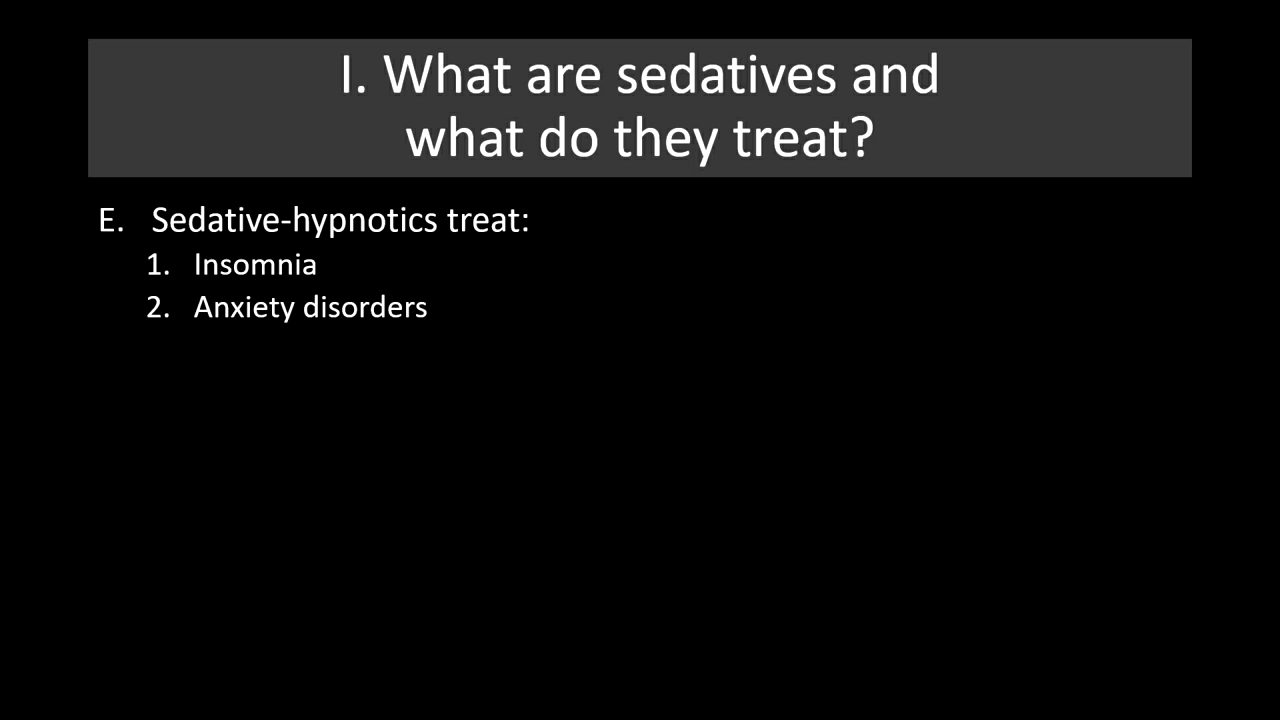 I. What are sedatives and
what do they treat?
E. Sedative-hypnotics treat:
1. Insomnia
2. Anxiety disorders